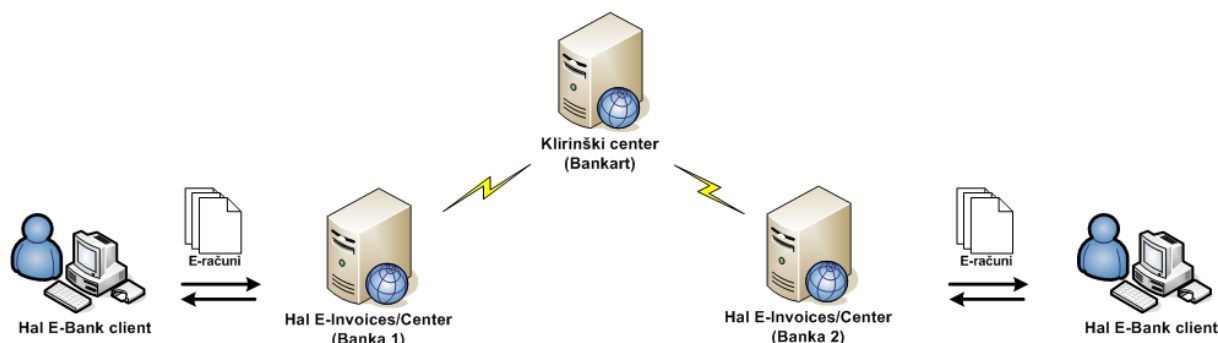 Klirinški center
(Bankart)
E-računi
E-računi
Hal E-Bank client
Hal E-Invoices/Center
(Banka 1)
Hal E-Invoices/Center
(Banka 2)
Hal E-Bank client